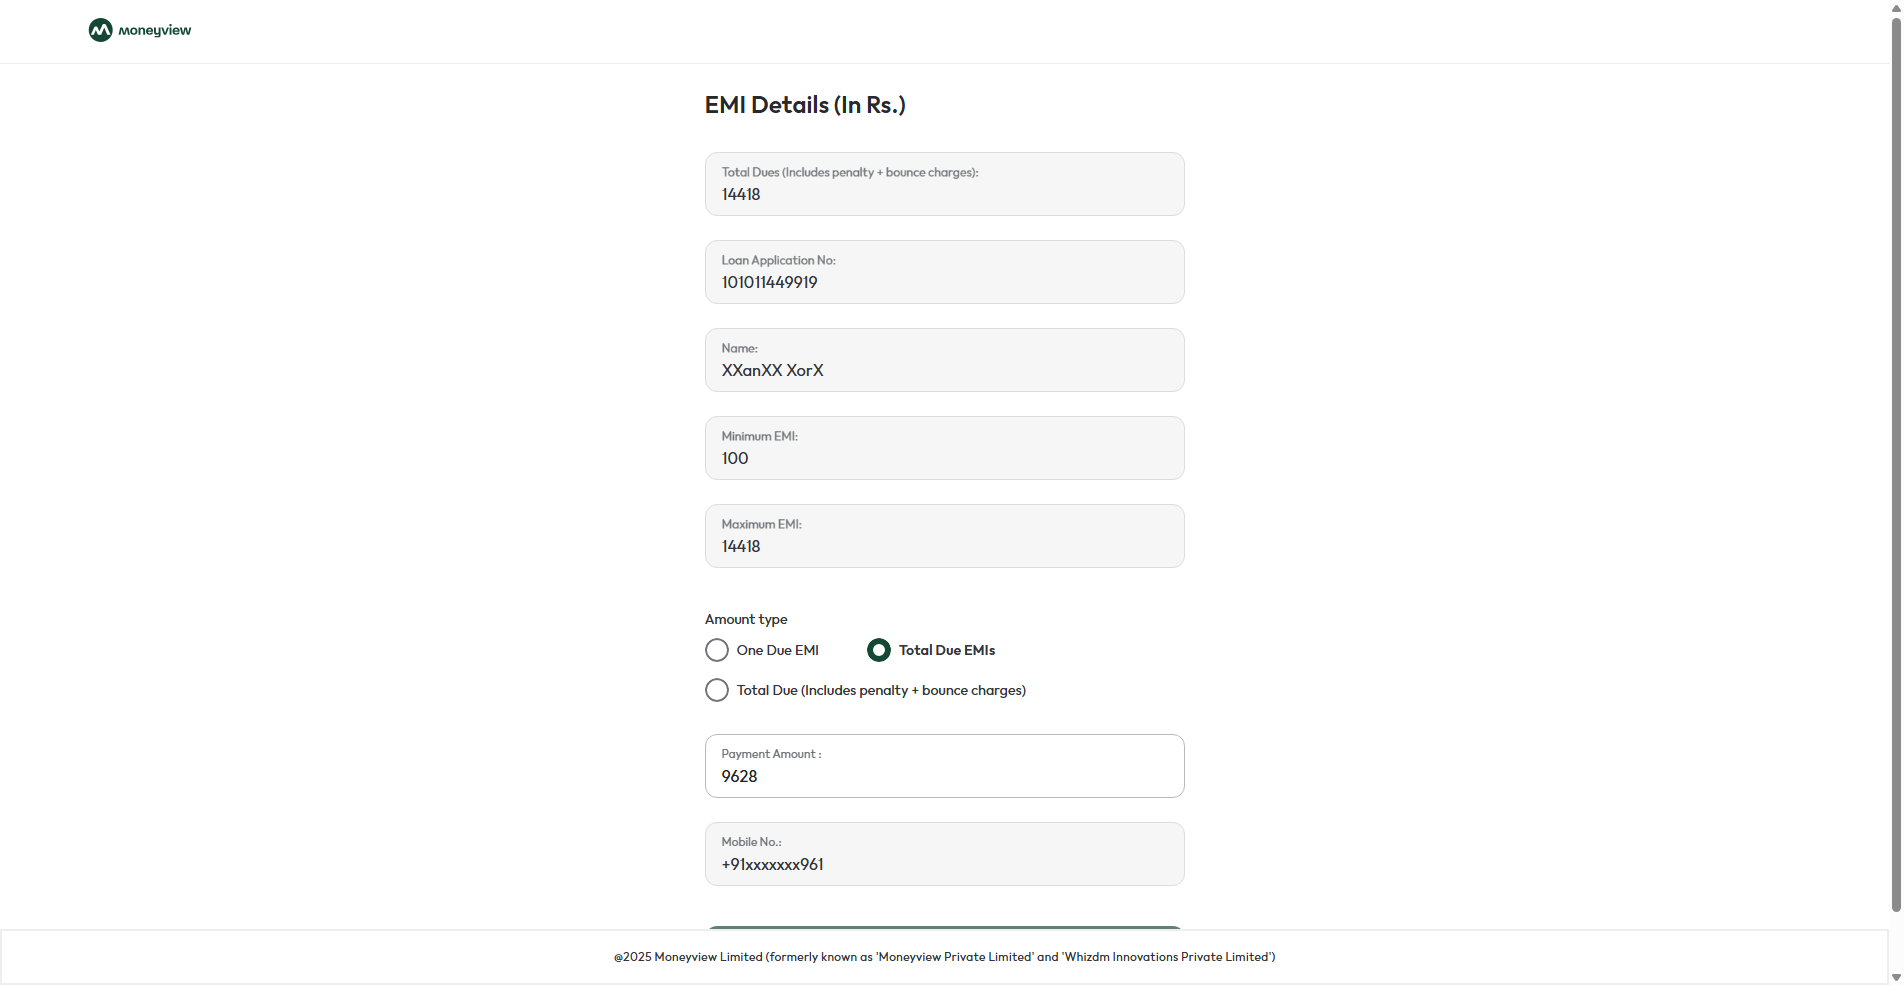 moneyview
EMI Details (In Rs.)
Total Dues (Includes penalty + bounce charges):
14418
Loan Application No:
101011449919
Name:
XXanXX XorX
Minimum EMI:
100
Maximum EMI:
14418
Amount type
One Due EMI
Total Due EMIs
Total Due (Includes penalty + bounce charges)
Payment Amount :
9628
Mobile No.:
+91xxxxxxx961
@2025 Moneyview Limited (formerly known as 'Moneyview Private Limited' and 'Whizdm Innovations Private Limited')